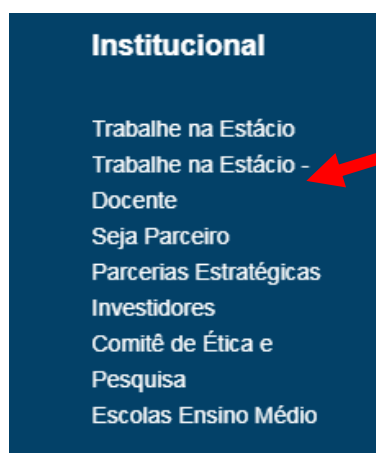 Institucional
Trabalhe na Estácio
Trabalhe na Estácio -
Docente
Seja Parceiro
Parcerias Estratégicas
Investidores
Comitê de Ética e
Pesquisa
Escolas Ensino Médio